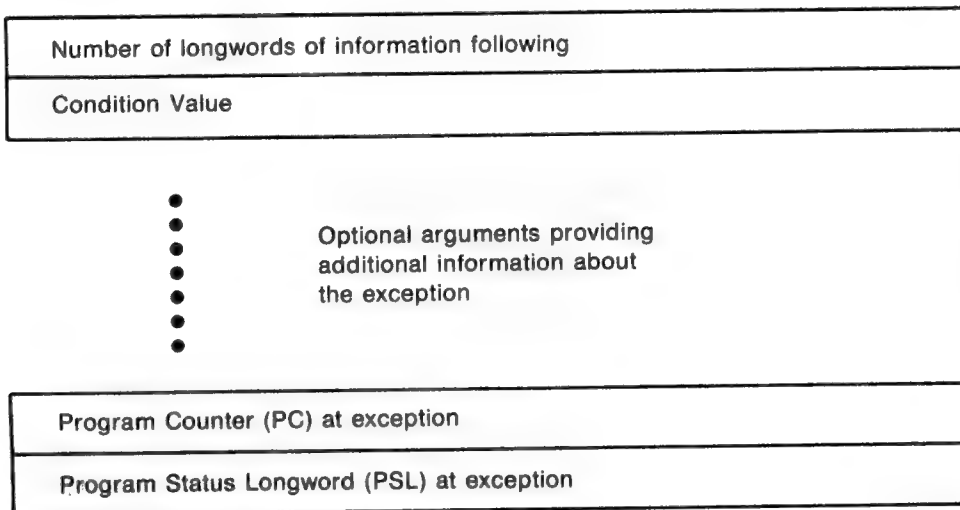 Number of longwords of information following
Condition Value
Optional arguments providing
additional information about
the exception
Program Counter (PC) at exception
Program Status Longword (PSL) at exception